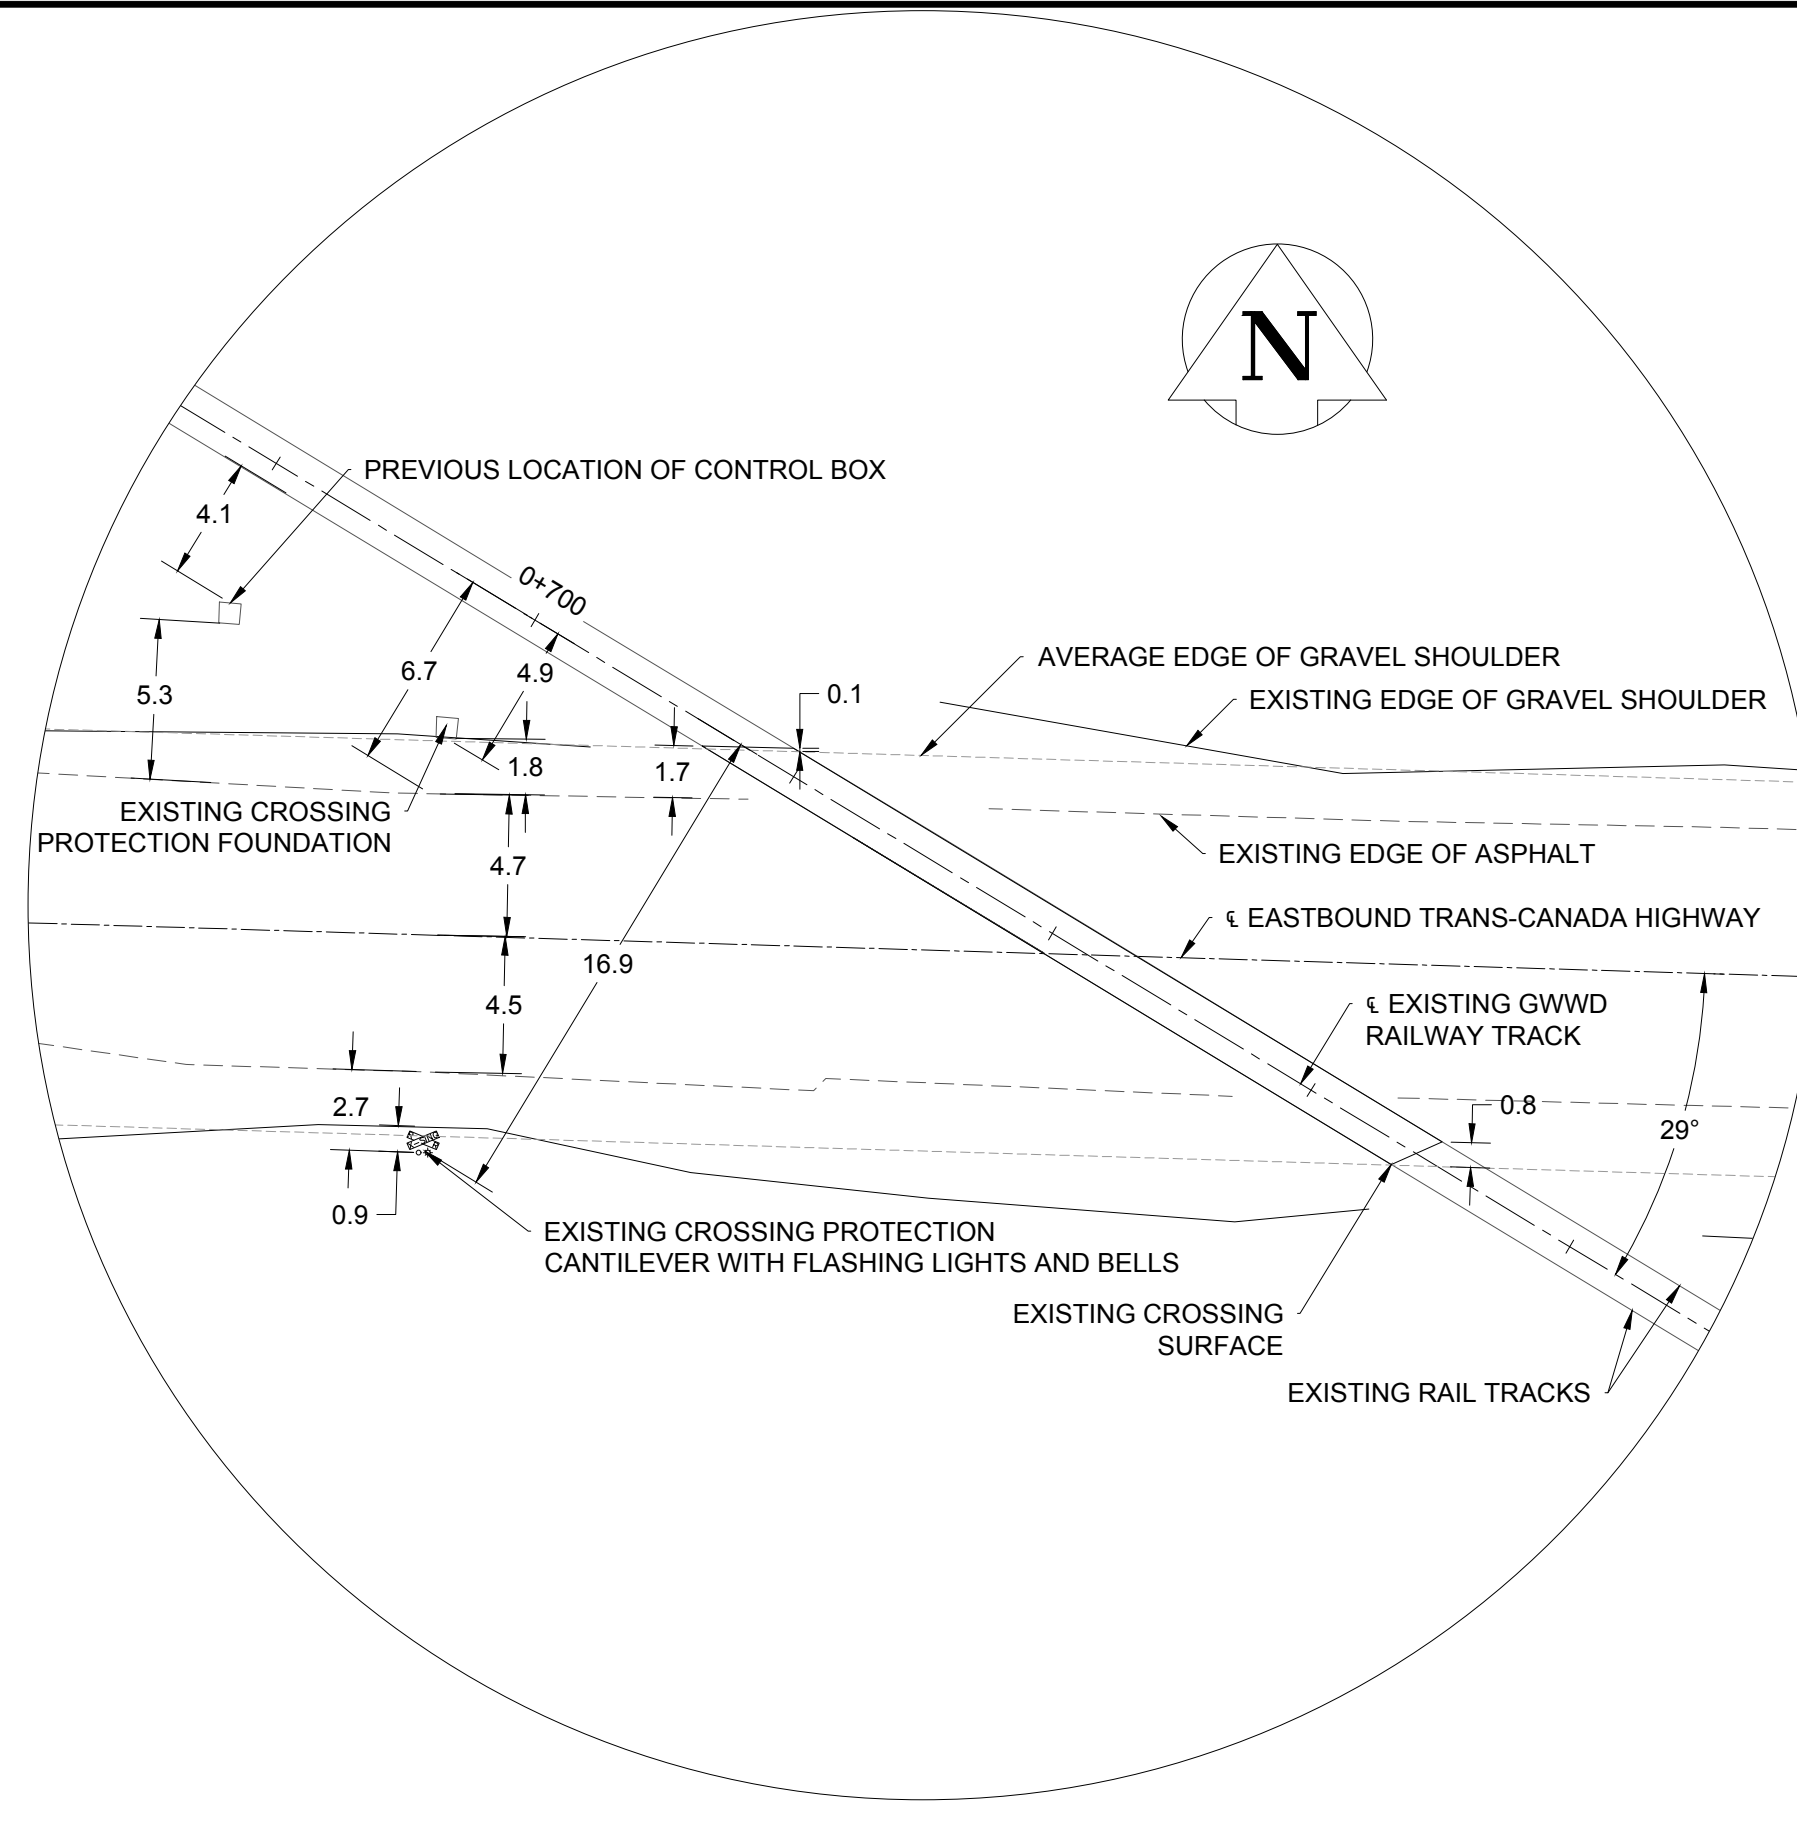 N
PREVIOUS LOCATION OF CONTROL BOX
4.1
0+700
6.7
4.9
5.3
0.1
AVERAGE EDGE OF GRAVEL SHOULDER
EXISTING EDGE OF GRAVEL SHOULDER
1.8
1.7
EXISTING CROSSING
PROTECTION FOUNDATION
4.7
EXISTING EDGE OF ASPHALT
℄ EASTBOUND TRANS-CANADA HIGHWAY
16.9
4.5
℄ EXISTING GWWD
RAILWAY TRACK
2.7
0.8
29°
0.9
EXISTING CROSSING PROTECTION
CANTILEVER WITH FLASHING LIGHTS AND BELLS
EXISTING CROSSING
SURFACE
EXISTING RAIL TRACKS